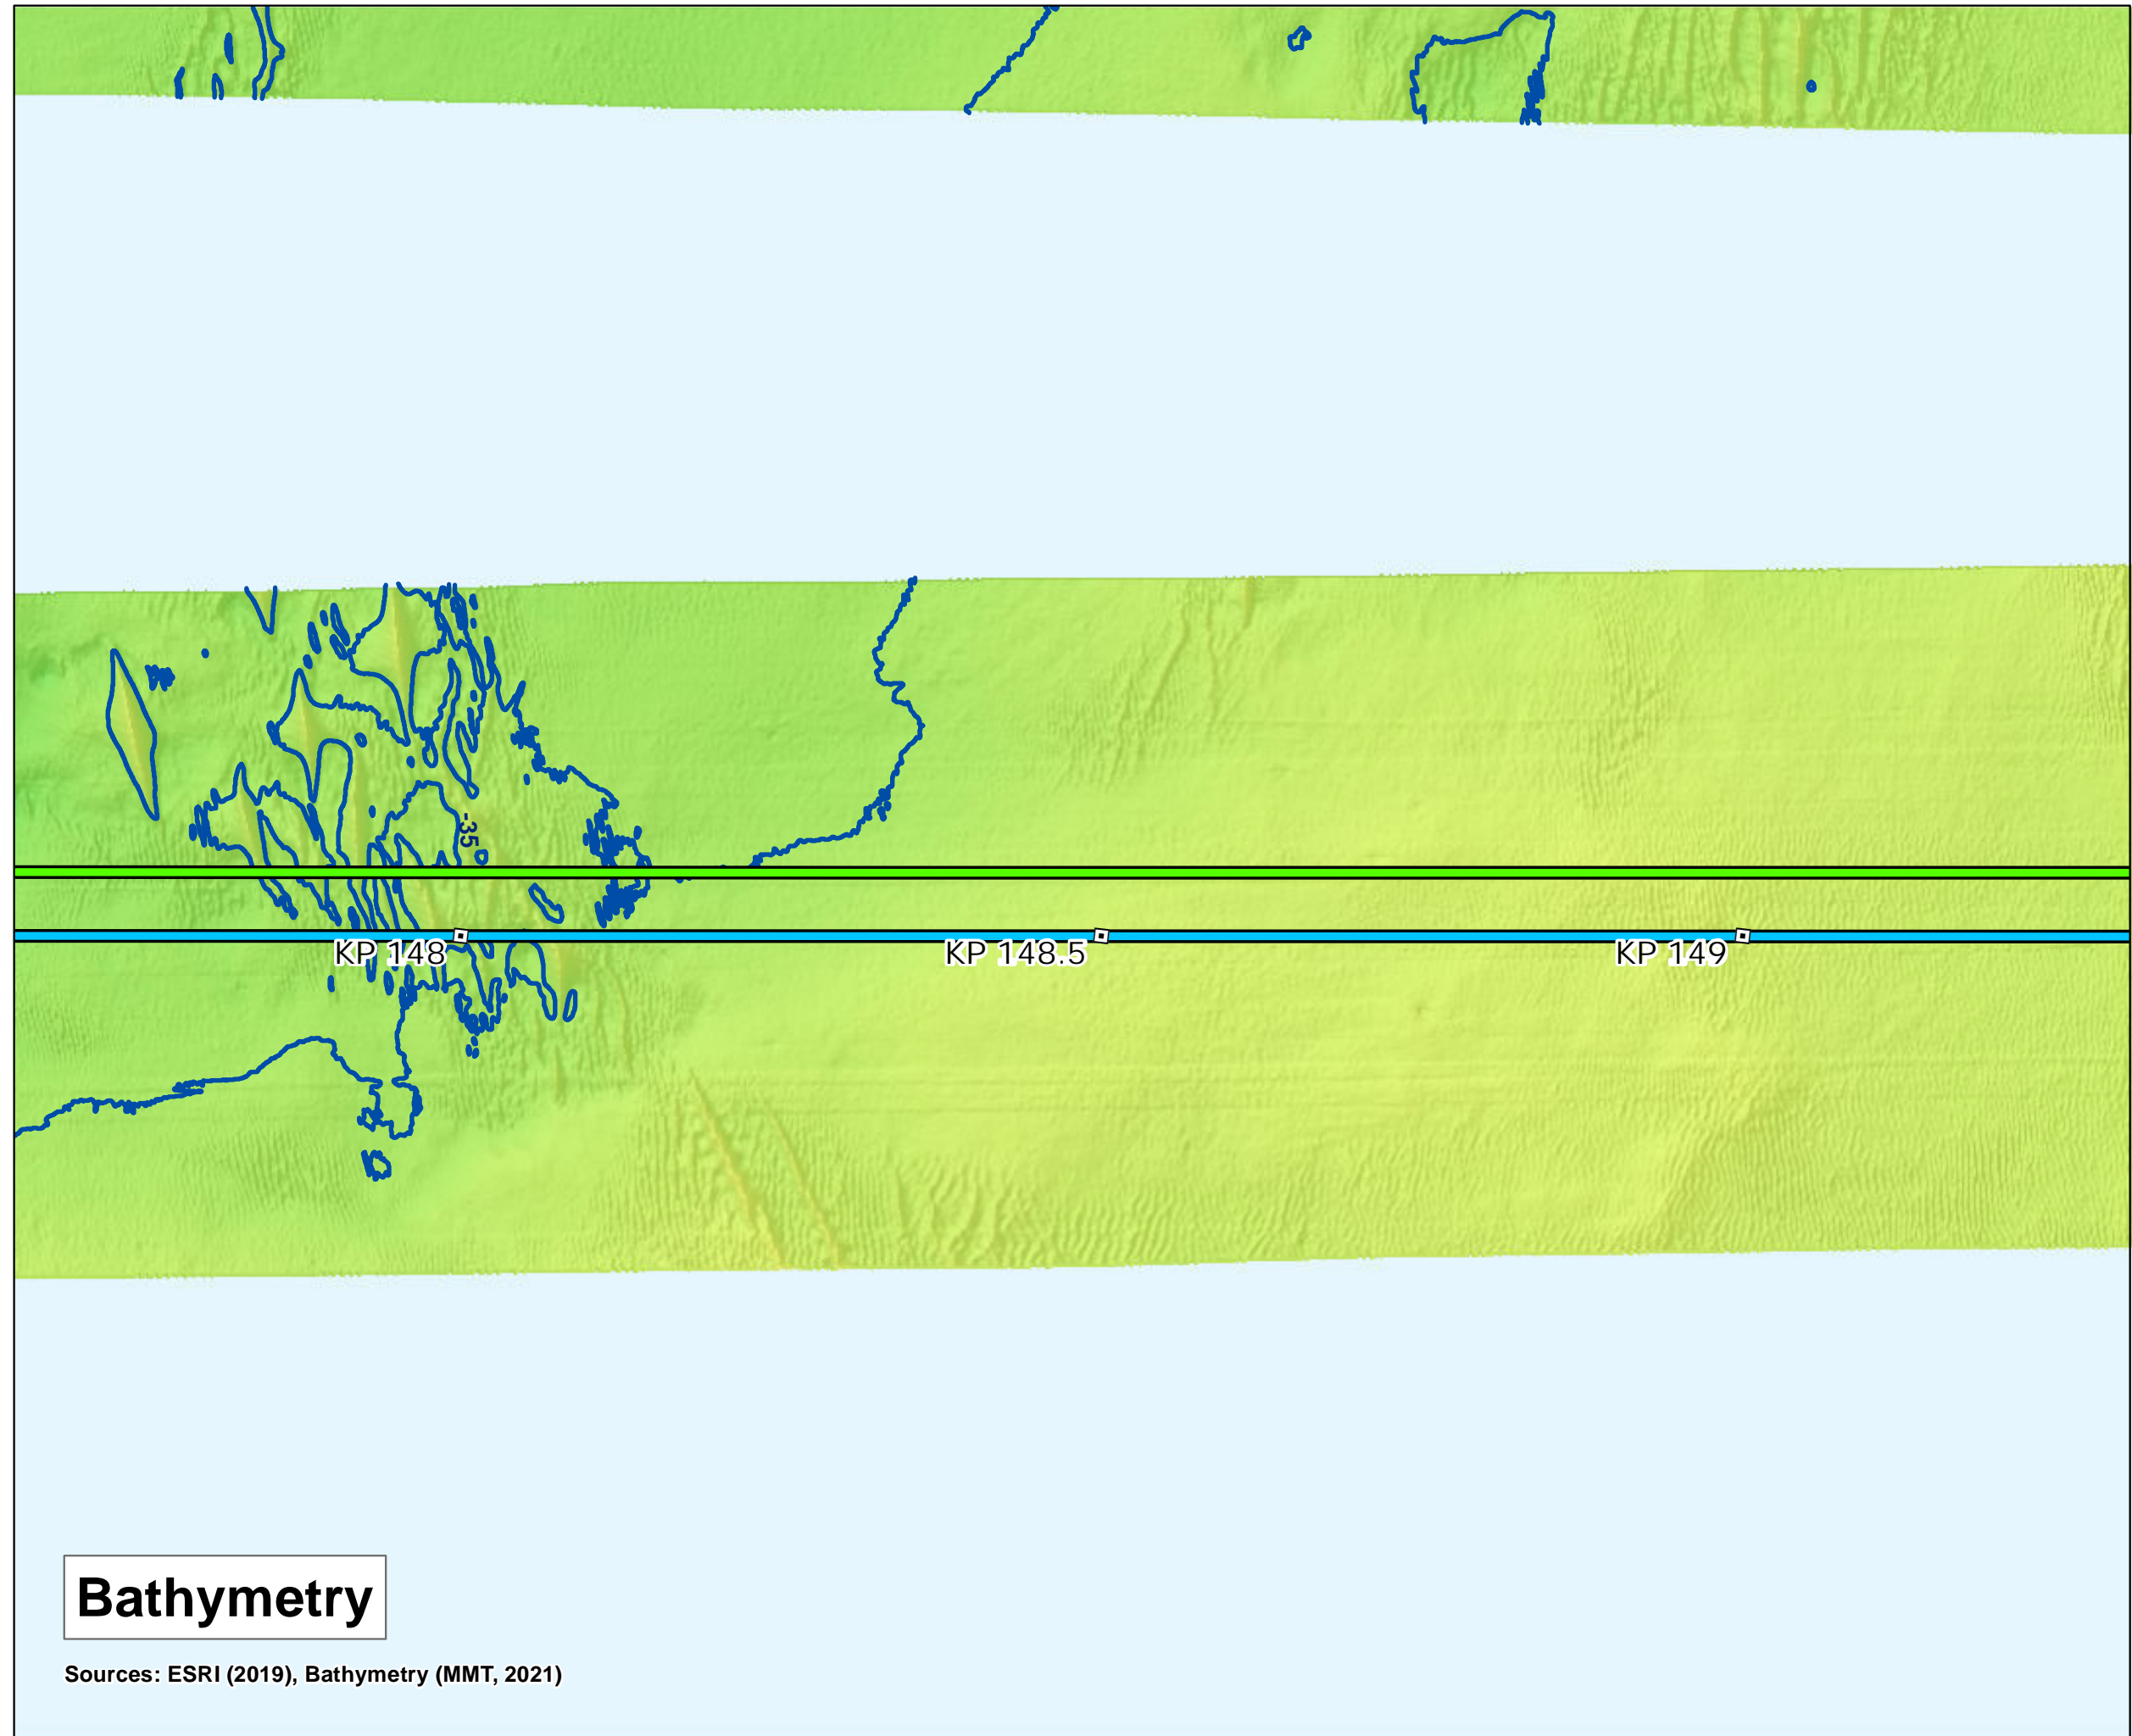 -35
KP 148
KP 148.5
KP 149
Bathymetry
Sources: ESRI (2019), Bathymetry (MMT, 2021)